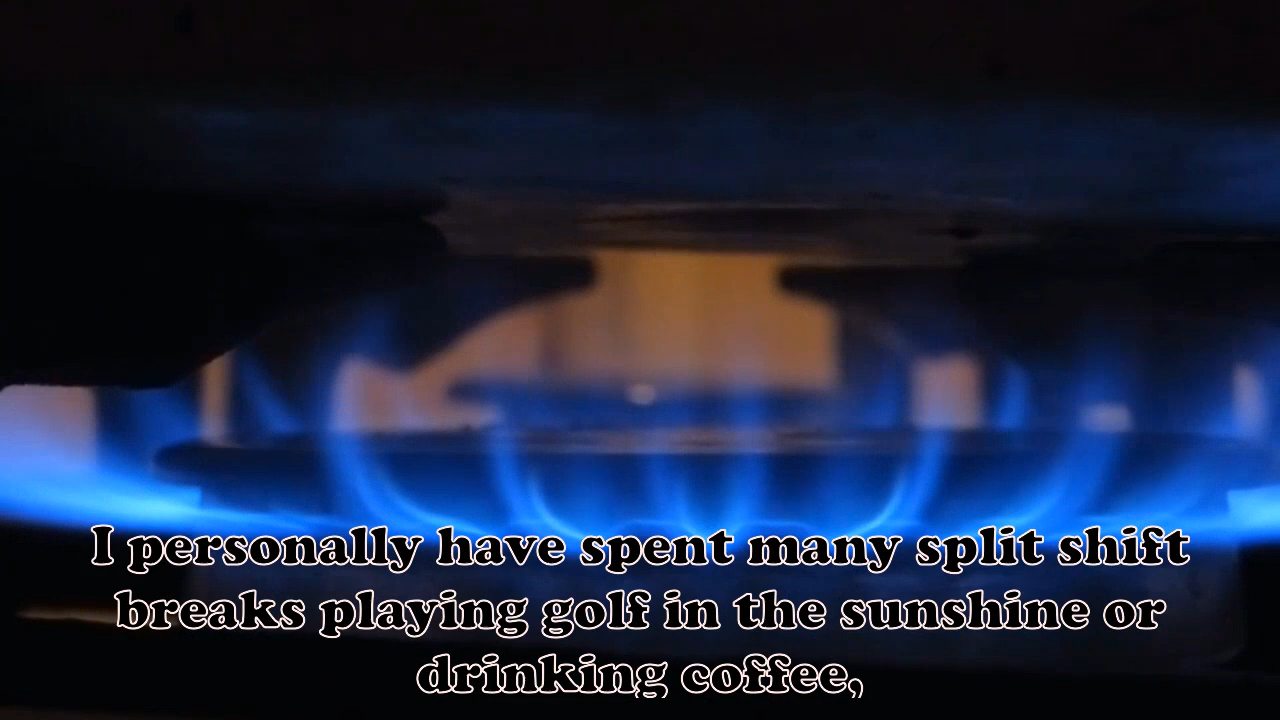 I personally have spent many split shift
breaks playing golf in the sunshine or
drinking coffee,